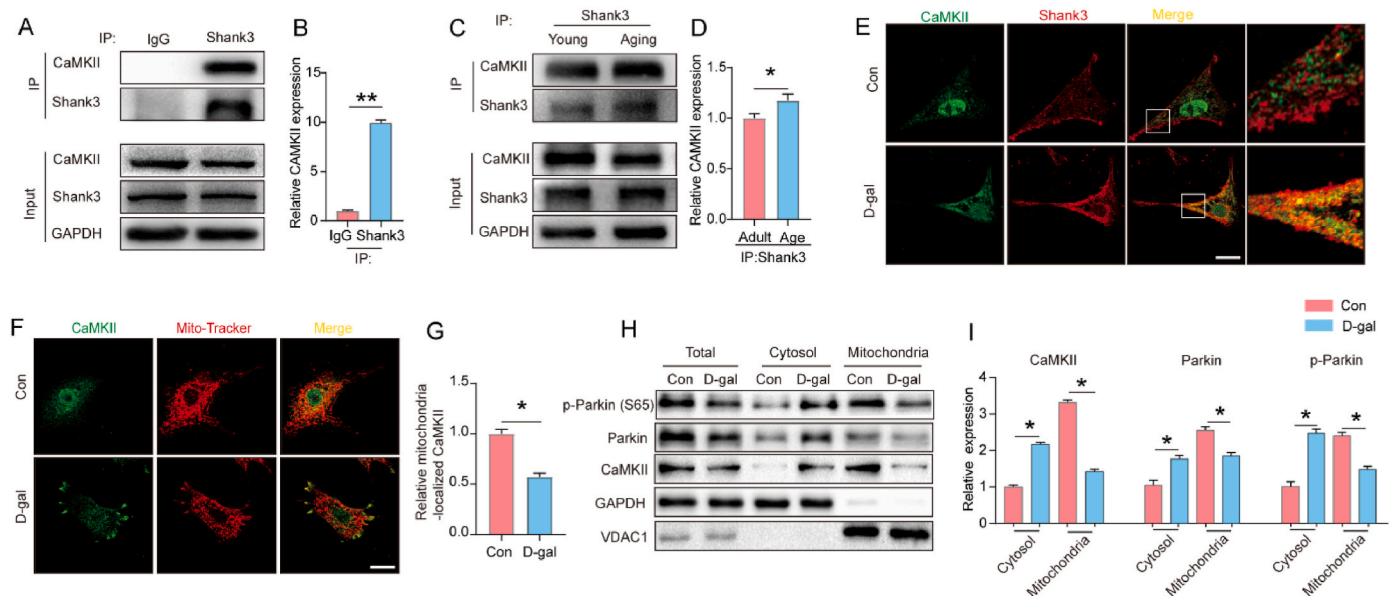 A
IP: IgG Shank3
IP
CaMKII
Shank3
Input
CaMKII
Shank3
GAPDH
B
Relative CAMKII expression
15
10
5
0
**
IgG Shank3
IP:
C
IP: Shank3
Young Aging
IP
CaMKII
Shank3
Input
CaMKII
Shank3
GAPDH
D
Relative CAMKII expression
1.5
1.0
0.5
0.0
*
Adult Age
IP:Shank3
E
CaMKII Shank3 Merge
Con
D-gal
F
CaMKII Mito-Tracker Merge
Con
D-gal
G
Relative mitochondria
-localized CaMKII
1.5
1.0
0.5
0.0
*
Con D-gal
H
Total Cytosol Mitochondria
Con D-gal Con D-gal Con D-gal
p-Parkin (S65)
Parkin
CaMKII
GAPDH
VDAC1
Con
D-gal
I
CaMKII Parkin p-Parkin
Relative expression
4
3
2
1
0
* * * * * *
Cytosol Mitochondria Cytosol Mitochondria Cytosol Mitochondria